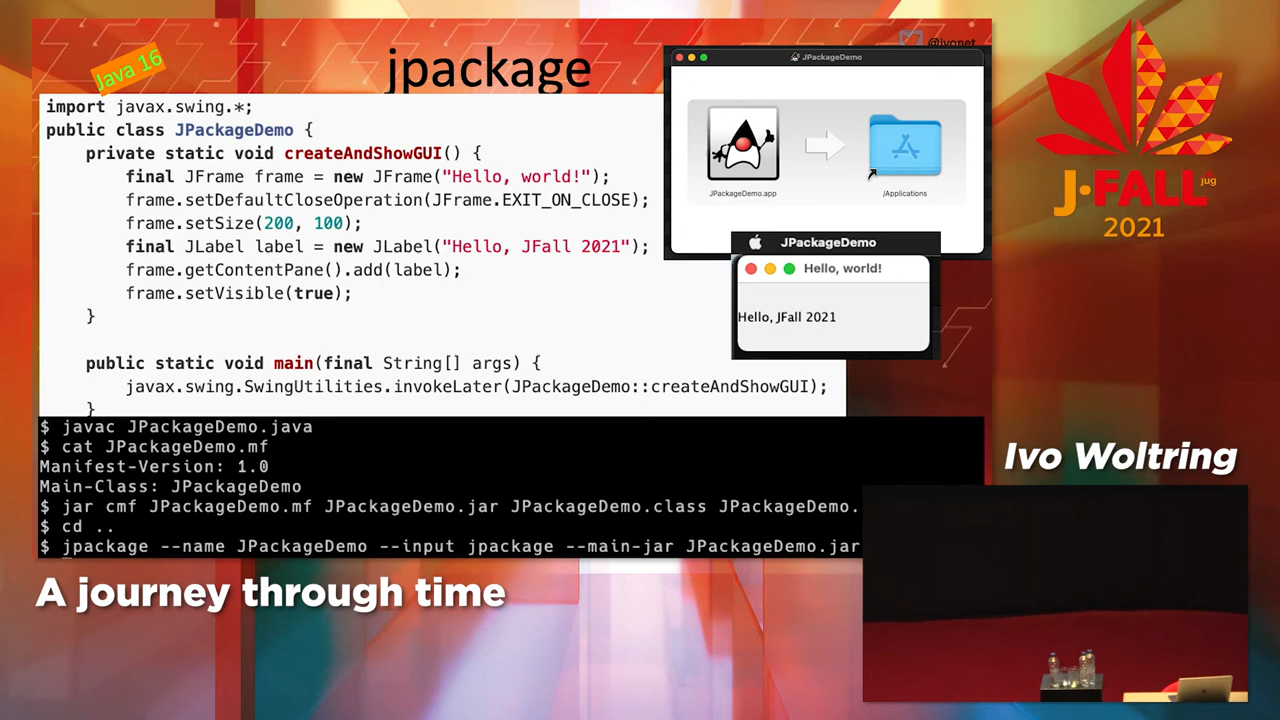 Java 16
jpackage
@ivonet
import javax.swing.*;
public class JPackageDemo {
private static void createAndShowGUI() {
final JFrame frame = new JFrame("Hello, world!");
frame.setDefaultCloseOperation(JFrame.EXIT_ON_CLOSE);
frame.setSize(200, 100);
final JLabel label = new JLabel("Hello, JFall 2021");
frame.getContentPane().add(label);
frame.setVisible(true);
}
public static void main(final String[] args) {
javax.swing.SwingUtilities.invokeLater(JPackageDemo::createAndShowGUI);
}
JPackageDemo
JPackageDemo.app
/Applications
JPackageDemo
Hello, world!
Hello, JFall 2021
$ javac JPackageDemo.java
$ cat JPackageDemo.mf
Manifest-Version: 1.0
Main-Class: JPackageDemo
$ jar cmf JPackageDemo.mf JPackageDemo.jar JPackageDemo.class JPackageDemo.
$ cd ..
$ jpackage --name JPackageDemo --input jpackage --main-jar JPackageDemo.jar
A journey through time
J•FALL
jug
2021
Ivo Woltring